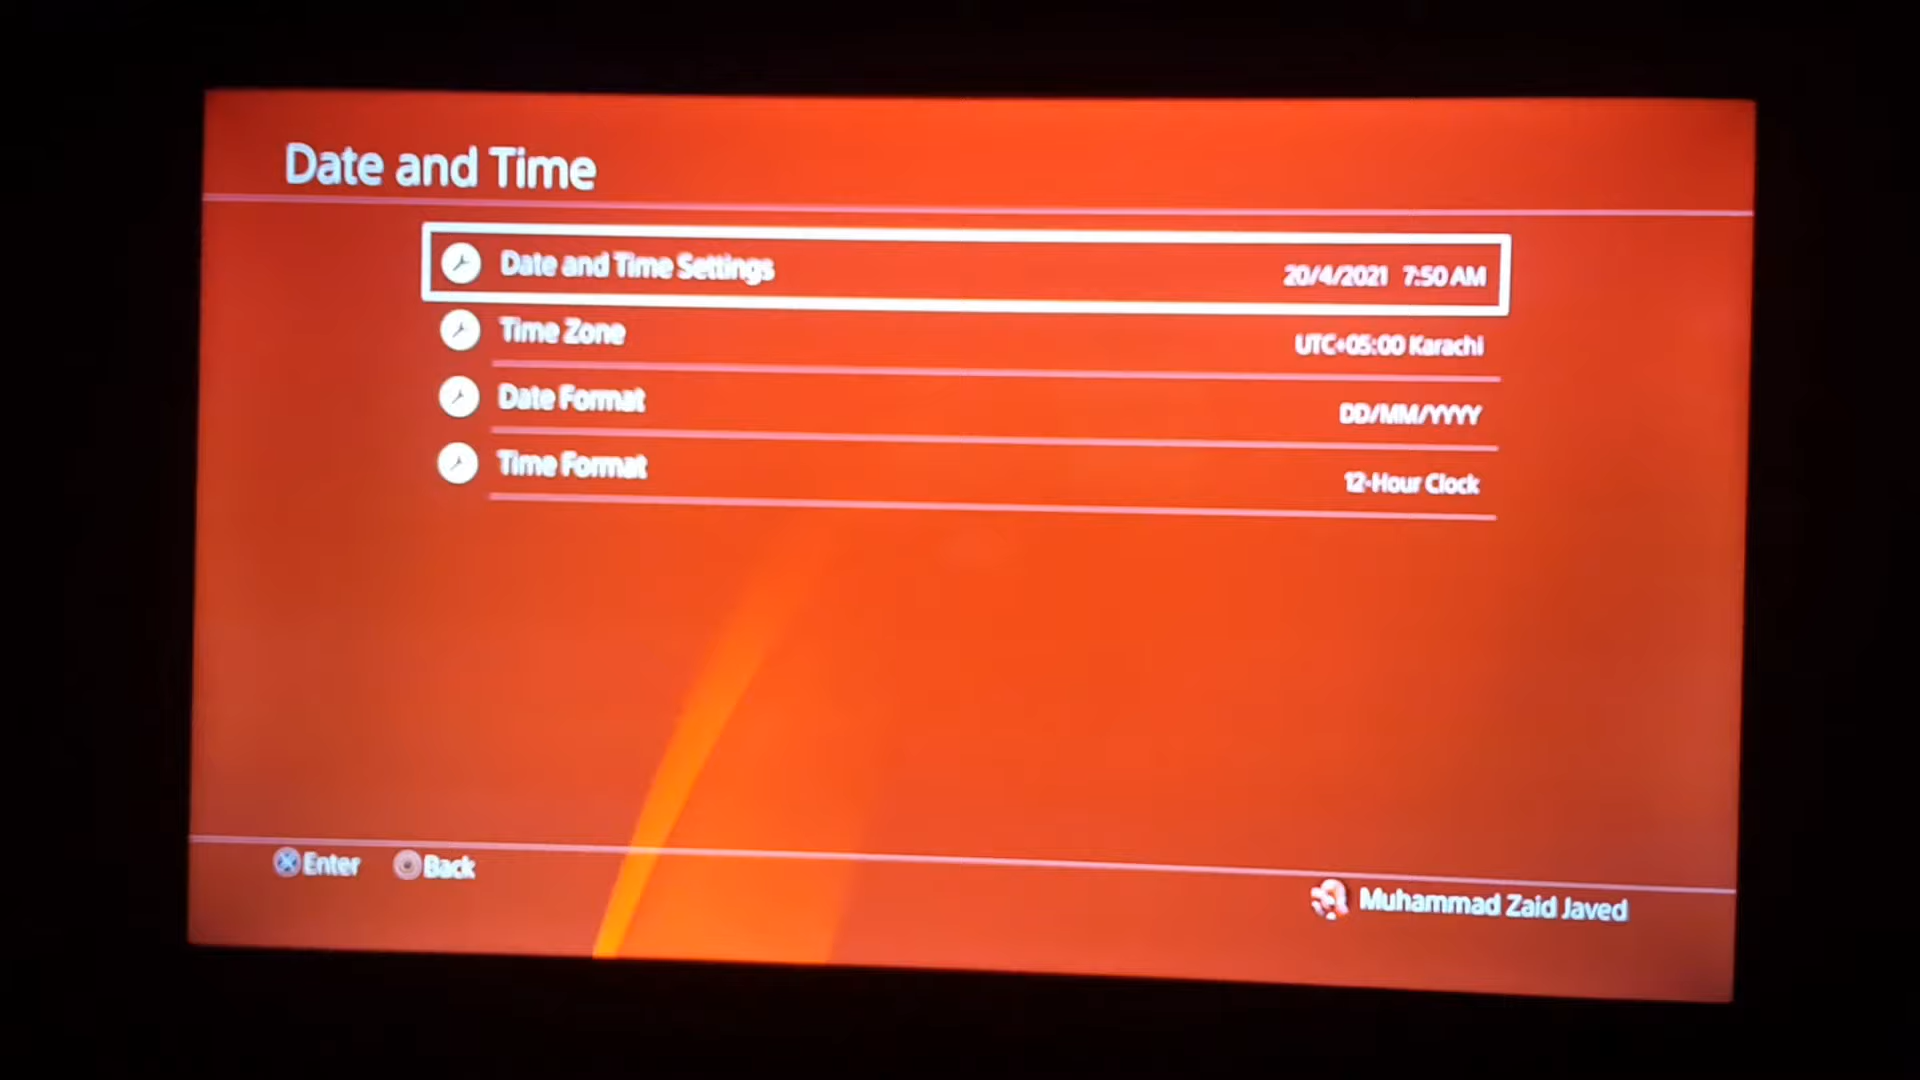 Date and Time
Date and Time Settings 20/4/2021 7:50 AM
Time Zone UTC+05:00 Karachi
Date Format DD/MM/YYYY
Time Format 12-Hour Clock
Enter Back
Muhammad Zaid Javed